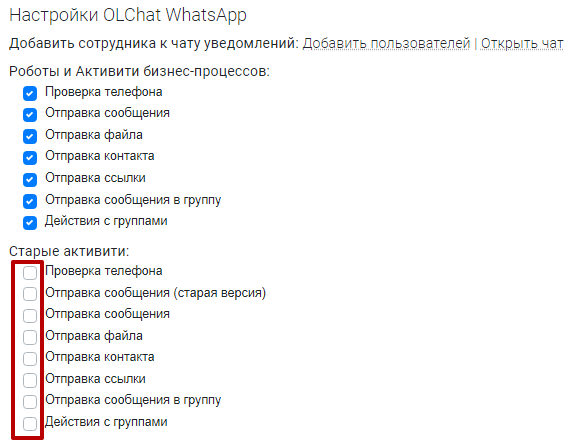 Настройки OLChat WhatsApp
Добавить сотрудника к чату уведомлений: Добавить пользователей | Открыть чат
Роботы и Активити бизнес-процессов:
Проверка телефона
Отправка сообщения
Отправка файла
Отправка контакта
Отправка ссылки
Отправка сообщения в группу
Действия с группами
Старые активити:
Проверка телефона
Отправка сообщения (старая версия)
Отправка сообщения
Отправка файла
Отправка контакта
Отправка ссылки
Отправка сообщения в группу
Действия с группами